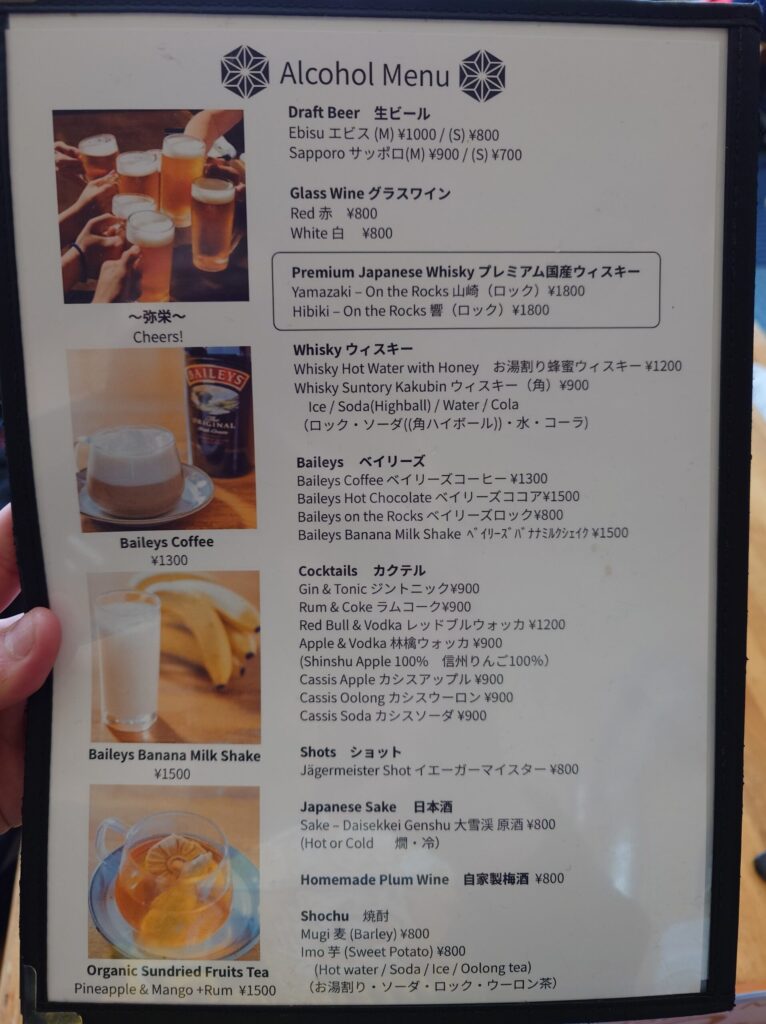 Alcohol Menu
Draft Beer 生ビール
Ebisu エビス (M) ¥1000 / (S) ¥800
Sapporo サッポロ(M) ¥900 / (S) ¥700
Glass Wine グラスワイン
Red 赤 ¥800
White 白 ¥800
Premium Japanese Whisky プレミアム国産ウィスキー
Yamazaki – On the Rocks 山崎（ロック）¥1800
Hibiki – On the Rocks 響（ロック）¥1800
～弥栄～
Cheers!
Whisky ウィスキー
Whisky Hot Water with Honey お湯割り蜂蜜ウィスキー ¥1200
Whisky Suntory Kakubin ウィスキー（角）¥900
Ice / Soda(Highball) / Water / Cola
（ロック・ソーダ((角ハイボール))・水・コーラ)
BAILEYS
The
ORIGINAL
Baileys Coffee
¥1300
Baileys ベイリーズ
Baileys Coffee ベイリーズコーヒー ¥1300
Baileys Hot Chocolate ベイリーズココア¥1500
Baileys on the Rocks ベイリーズロック¥800
Baileys Banana Milk Shake ﾍﾞｲﾘｰｽﾞﾊﾞﾅﾅﾐﾙｸｼｪｲｸ ¥1500
Cocktails カクテル
Gin & Tonic ジントニック¥900
Rum & Coke ラムコーク¥900
Red Bull & Vodka レッドブルウォッカ ¥1200
Apple & Vodka 林檎ウォッカ ¥900
(Shinshu Apple 100% 信州りんご100%)
Cassis Apple カシスアップル ¥900
Cassis Oolong カシスウーロン ¥900
Cassis Soda カシスソーダ ¥900
Baileys Banana Milk Shake
¥1500
Shots ショット
Jägermeister Shot イエーガーマイスター ¥800
Japanese Sake 日本酒
Sake – Daisekkei Genshu 大雪渓 原酒 ¥800
(Hot or Cold 燗・冷）
Homemade Plum Wine 自家製梅酒 ¥800
Shochu 焼酎
Mugi 麦 (Barley) ¥800
Imo 芋 (Sweet Potato) ¥800
(Hot water / Soda / Ice / Oolong tea)
（お湯割り・ソーダ・ロック・ウーロン茶）
Organic Sundried Fruits Tea
Pineapple & Mango +Rum ¥1500